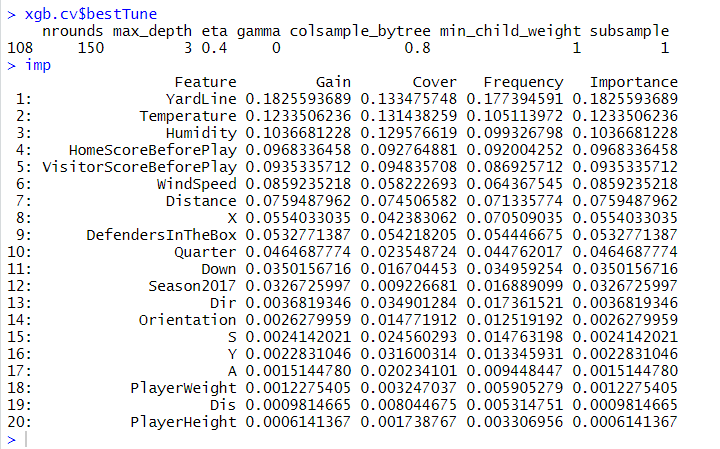 > xgb.cv$bestTune
nrounds max_depth eta gamma colsample_bytree min_child_weight subsample
108 150 3 0.4 0 0.8 1 1
> imp
Feature Gain Cover Frequency Importance
1: YardLine 0.1825593689 0.133475748 0.177394591 0.1825593689
2: Temperature 0.1233506236 0.131438259 0.105113972 0.1233506236
3: Humidity 0.1036681228 0.129576619 0.099326798 0.1036681228
4: HomeScoreBeforePlay 0.0968336458 0.092764881 0.092004252 0.0968336458
5: VisitorScoreBeforePlay 0.0935335712 0.094835708 0.086925712 0.0935335712
6: WindSpeed 0.0859235218 0.058222693 0.064367545 0.0859235218
7: Distance 0.0759487962 0.074506582 0.071335774 0.0759487962
8: X 0.0554033035 0.042383062 0.070509035 0.0554033035
9: DefendersInTheBox 0.0532771387 0.054218205 0.054446675 0.0532771387
10: Quarter 0.0464687774 0.023548724 0.044762017 0.0464687774
11: Down 0.0350156716 0.016704453 0.034959254 0.0350156716
12: Season2017 0.0326725997 0.009226681 0.016889099 0.0326725997
13: Dir 0.0036819346 0.034901284 0.017361521 0.0036819346
14: Orientation 0.0026279959 0.014771912 0.012519192 0.0026279959
15: S 0.0024142021 0.024560293 0.014763198 0.0024142021
16: Y 0.0022831046 0.031600314 0.013345931 0.0022831046
17: A 0.0015144780 0.020234101 0.009448447 0.0015144780
18: PlayerWeight 0.0012275405 0.003247037 0.005905279 0.0012275405
19: Dis 0.0009814665 0.008044675 0.005314751 0.0009814665
20: PlayerHeight 0.0006141367 0.001738767 0.003306956 0.0006141367
>